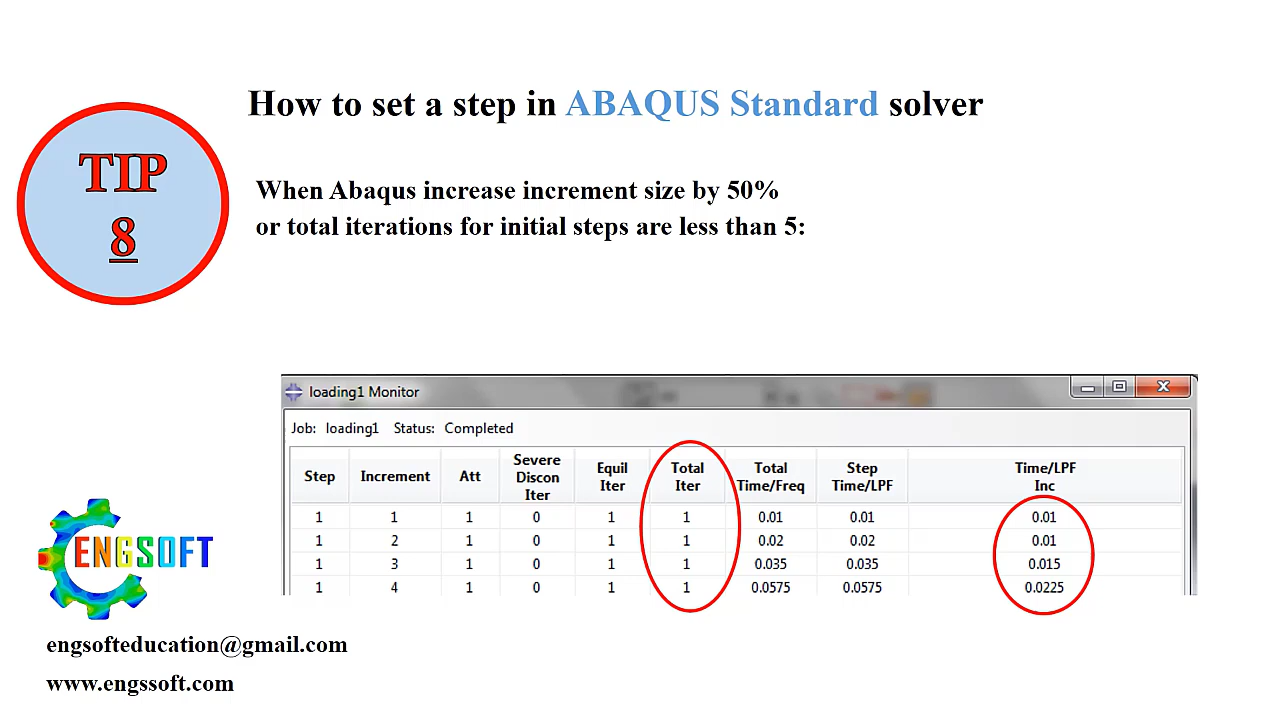 How to set a step in ABAQUS Standard solver
TIP
8
When Abaqus increase increment size by 50%
or total iterations for initial steps are less than 5:
loading1 Monitor
Job: loading1 Status: Completed
Step Increment Att Severe Discon Iter Equil Iter Total Iter Total Time/Freq Step Time/LPF Time/LPF Inc
1 1 1 0 1 1 0.01 0.01 0.01
1 2 1 0 1 1 0.02 0.02 0.01
1 3 1 0 1 1 0.035 0.035 0.015
1 4 1 0 1 1 0.0575 0.0575 0.0225
ENGSOFT
engsofteducation@gmail.com
www.engssoft.com